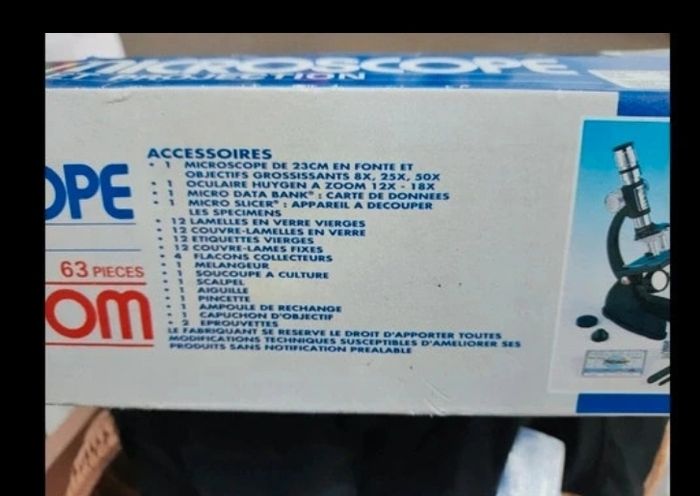 MICROSCOPE
ET PROJECTION
OPE
63 PIECES
OM
ACCESSOIRES
• 1 MICROSCOPE DE 23CM EN FONTE ET
OBJECTIFS GROSSISSANTS 8X, 25X, 50X
• 1 OCULAIRE HUYGEN A ZOOM 12X - 18X
• 1 MICRO DATA BANK® : CARTE DE DONNEES
• 1 MICRO SLICER® : APPAREIL A DECOUPER
LES SPECIMENS
• 12 LAMELLES EN VERRE VIERGES
• 12 COUVRE-LAMELLES EN VERRE
• 12 ETIQUETTES VIERGES
• 12 COUVRE-LAMES FIXES
• 4 FLACONS COLLECTEURS
• 1 MELANGEUR
• 1 SOUCOUPE A CULTURE
• 1 SCALPEL
• 1 AIGUILLE
• 1 PINCETTE
• 1 AMPOULE DE RECHANGE
• 1 CAPUCHON D'OBJECTIF
• 2 EPROUVETTES
LE FABRIQUANT SE RESERVE LE DROIT D'APPORTER TOUTES
MODIFICATIONS TECHNIQUES SUSCEPTIBLES D'AMELIORER SES
PRODUITS SANS NOTIFICATION PREALABLE